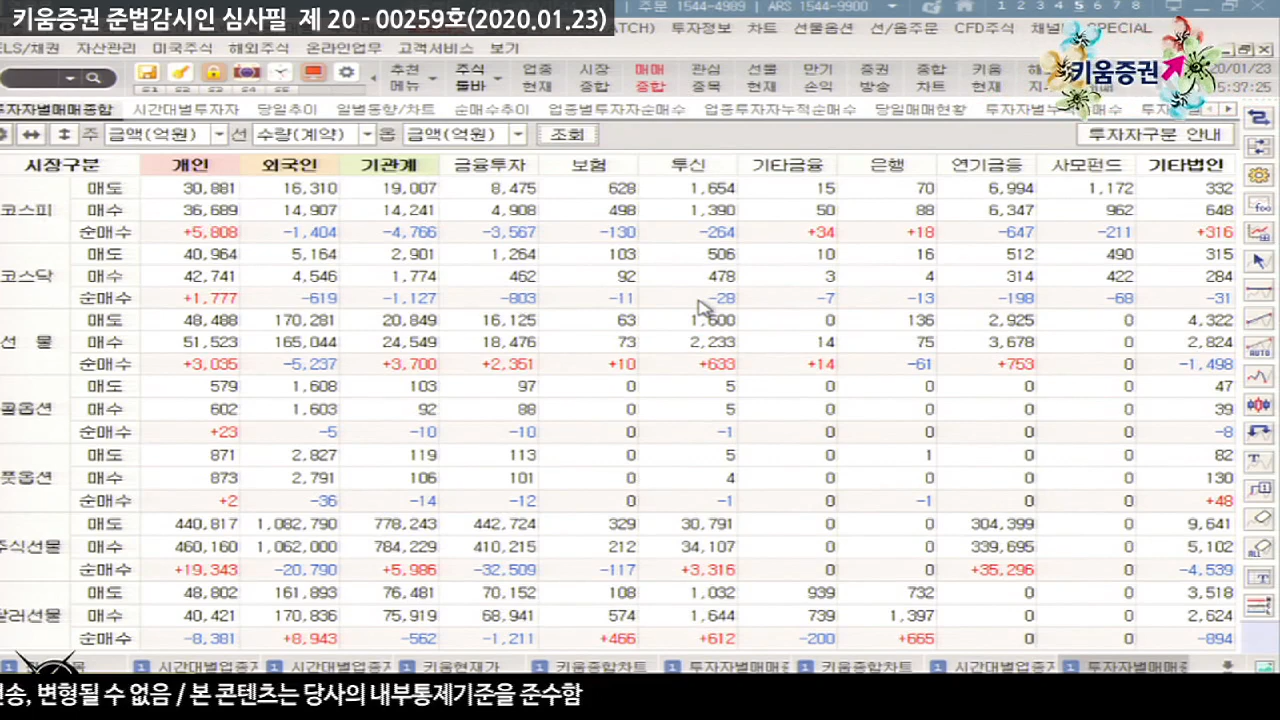 키움증권 준법감시인 심사필 제 20 - 00259호(2020.01.23)
주문 1544-4989 ARS 1544-9900 1 2 3 4 5 6 7 8
투자정보 차트 선물옵션 선/옵주문 CFD주식 SPECIAL
ELS/채권 자산관리 미국주식 해외주식 온라인업무 고객서비스 보기
추천메뉴 주식툴바 업종현재 시장종합 매매종합 관심종목 선물현재 만기손익 증권방송 종합차트 키움현재
키움증권
투자자별매매종합 시간대별투자자 당일추이 일별동향/차트 순매수추이 업종별투자자순매수 업종투자자누적순매수 당일매매현황
주 금액(억원) 선 수량(계약) 옵 금액(억원) 조회 투자자구분 안내
시장구분 개인 외국인 기관계 금융투자 보험 투신 기타금융 은행 연기금등 사모펀드 기타법인
코스피 매도 30,881 16,310 19,007 8,475 628 1,654 15 70 6,994 1,172 332
매수 36,689 14,907 14,241 4,908 498 1,390 50 88 6,347 962 648
순매수 +5,808 -1,404 -4,766 -3,567 -130 -264 +34 +18 -647 -211 +316
코스닥 매도 40,964 5,164 2,901 1,264 103 506 10 16 512 490 315
매수 42,741 4,546 1,774 462 92 478 3 4 314 422 284
순매수 +1,777 -619 -1,127 -803 -11 -28 -7 -13 -198 -68 -31
선 물 매도 48,488 170,281 20,849 16,125 63 1,600 0 136 2,925 0 4,322
매수 51,523 165,044 24,549 18,476 73 2,233 14 75 3,678 0 2,824
순매수 +3,035 -5,237 +3,700 +2,351 +10 +633 +14 -61 +753 0 -1,498
콜옵션 매도 579 1,608 103 97 0 5 0 0 0 0 47
매수 602 1,603 92 88 0 5 0 0 0 0 39
순매수 +23 -5 -10 -10 0 -1 0 0 0 0 -8
풋옵션 매도 871 2,827 119 113 0 5 0 1 0 0 82
매수 873 2,791 106 101 0 4 0 0 0 0 130
순매수 +2 -36 -14 -12 0 -1 0 -1 0 0 +48
주식선물 매도 440,817 1,082,790 778,243 442,724 329 30,791 0 0 304,399 0 9,641
매수 460,160 1,062,000 784,229 410,215 212 34,107 0 0 339,695 0 5,102
순매수 +19,343 -20,790 +5,986 -32,509 -117 +3,316 0 0 +35,296 0 -4,539
달러선물 매도 48,802 161,893 76,481 70,152 108 1,032 939 732 0 0 3,518
매수 40,421 170,836 75,919 68,941 574 1,644 739 1,397 0 0 2,624
순매수 -8,381 +8,943 -562 -1,211 +466 +612 -200 +665 0 0 -894
1 시간대별업종 1 시간대별업종 1 키움현재가 1 키움종합차트 1 투자자별매매 1 키움종합차트 1 시간대별업종 1 투자자별매매
전송, 변형될 수 없음 / 본 콘텐츠는 당사의 내부통제기준을 준수함